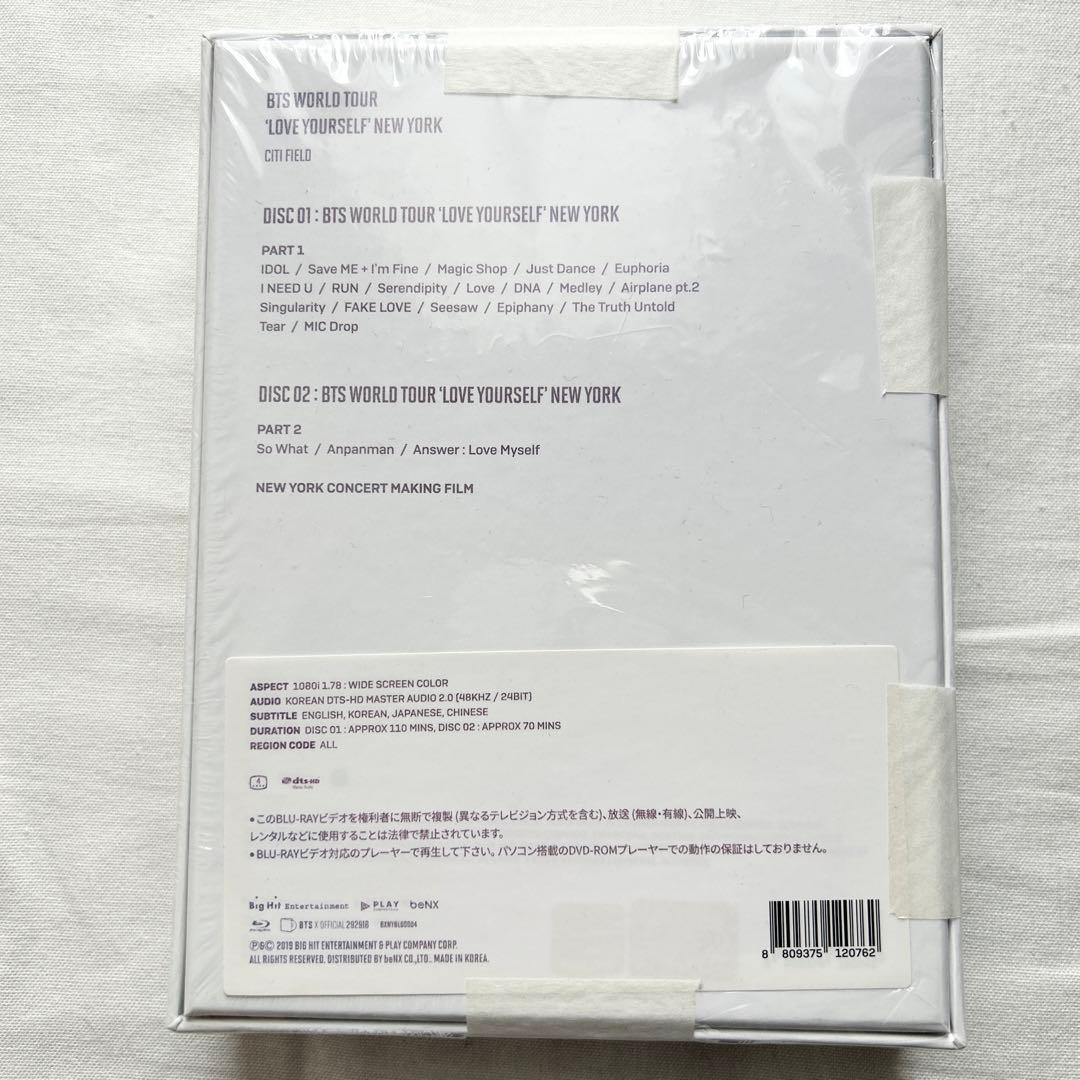 BTS WORLD TOUR
'LOVE YOURSELF' NEW YORK
CITI FIELD
DISC 01 : BTS WORLD TOUR 'LOVE YOURSELF' NEW YORK
PART 1
IDOL / Save ME + I'm Fine / Magic Shop / Just Dance / Euphoria
I NEED U / RUN / Serendipity / Love / DNA / Medley / Airplane pt.2
Singularity / FAKE LOVE / Seesaw / Epiphany / The Truth Untold
Tear / MIC Drop
DISC 02 : BTS WORLD TOUR 'LOVE YOURSELF' NEW YORK
PART 2
So What / Anpanman / Answer : Love Myself
NEW YORK CONCERT MAKING FILM
ASPECT 1080i 1.78 : WIDE SCREEN COLOR
AUDIO KOREAN DTS-HD MASTER AUDIO 2.0 (48KHZ / 24BIT)
SUBTITLE ENGLISH, KOREAN, JAPANESE, CHINESE
DURATION DISC 01 : APPROX 110 MINS, DISC 02 : APPROX 70 MINS
REGION CODE ALL
4 dts-HD
•このBLU-RAYビデオを権利者に無断で複製 (異なるテレビジョン方式を含む)、放送 (無線・有線)、公開上映、
レンタルなどに使用することは法律で禁止されています。
•BLU-RAYビデオ対応のプレーヤーで再生して下さい。パソコン搭載のDVD-ROMプレーヤーでの動作の保証はしておりません。
Big Hit Entertainment PLAY beNX
BTS X OFFICIAL 292918
℗&© 2019 BIG HIT ENTERTAINMENT & PLAY COMPANY CORP.
ALL RIGHTS RESERVED. DISTRIBUTED BY beNX CO.,LTD.. MADE IN KOREA.
8 809375 120762